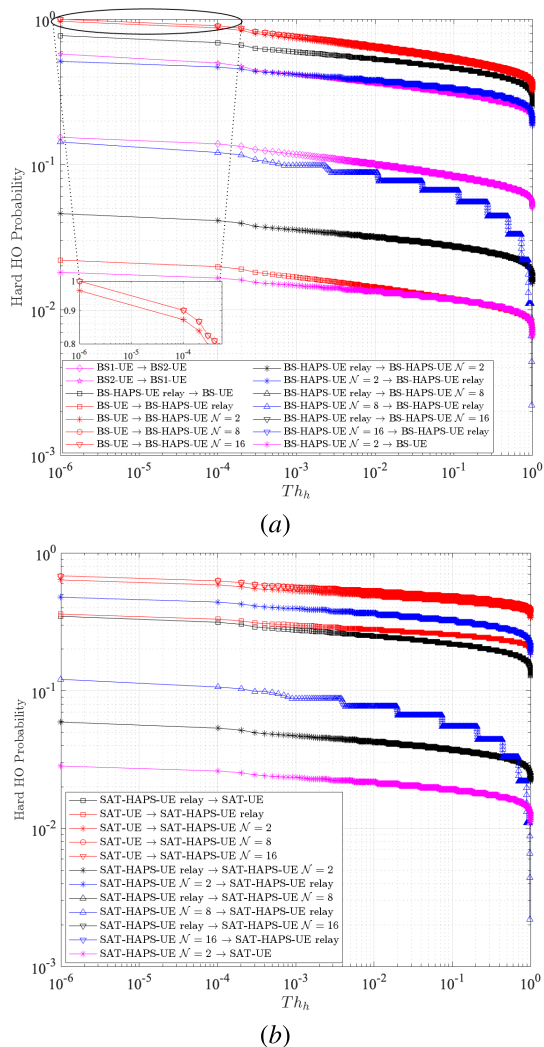 10^0
10^-1
10^-2
10^-3
Hard HO Probability
1
0.9
0.8
10^-6 10^-4
BS1-UE → BS2-UE
BS2-UE → BS1-UE
BS-HAPS-UE relay → BS-UE
BS-UE → BS-HAPS-UE relay
BS-UE → BS-HAPS-UE 𝒩 = 2
BS-UE → BS-HAPS-UE 𝒩 = 8
BS-UE → BS-HAPS-UE 𝒩 = 16
BS-HAPS-UE relay → BS-HAPS-UE 𝒩 = 2
BS-HAPS-UE 𝒩 = 2 → BS-HAPS-UE relay
BS-HAPS-UE relay → BS-HAPS-UE 𝒩 = 8
BS-HAPS-UE 𝒩 = 8 → BS-HAPS-UE relay
BS-HAPS-UE relay → BS-HAPS-UE 𝒩 = 16
BS-HAPS-UE 𝒩 = 16 → BS-HAPS-UE relay
BS-HAPS-UE 𝒩 = 2 → BS-UE
10^-6 10^-5 10^-4 10^-3 10^-2 10^-1 10^0
Th_h
(a)
10^0
10^-1
10^-2
10^-3
Hard HO Probability
SAT-HAPS-UE relay → SAT-UE
SAT-UE → SAT-HAPS-UE relay
SAT-UE → SAT-HAPS-UE 𝒩 = 2
SAT-UE → SAT-HAPS-UE 𝒩 = 8
SAT-UE → SAT-HAPS-UE 𝒩 = 16
SAT-HAPS-UE relay → SAT-HAPS-UE 𝒩 = 2
SAT-HAPS-UE 𝒩 = 2 → SAT-HAPS-UE relay
SAT-HAPS-UE relay → SAT-HAPS-UE 𝒩 = 8
SAT-HAPS-UE 𝒩 = 8 → SAT-HAPS-UE relay
SAT-HAPS-UE relay → SAT-HAPS-UE 𝒩 = 16
SAT-HAPS-UE 𝒩 = 16 → SAT-HAPS-UE relay
SAT-HAPS-UE 𝒩 = 2 → SAT-UE
10^-6 10^-5 10^-4 10^-3 10^-2 10^-1 10^0
Th_h
(b)